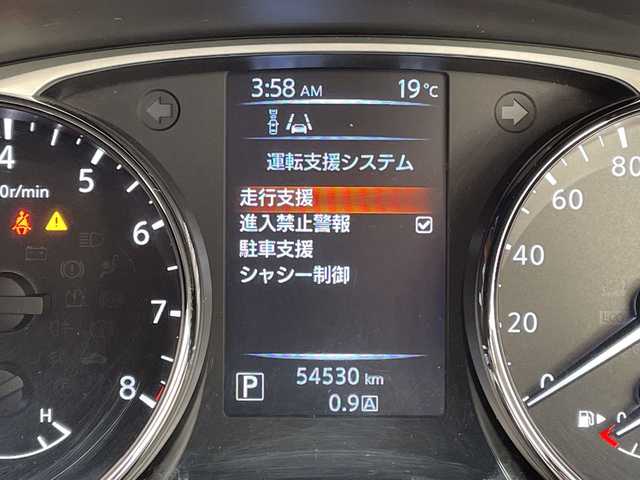 3:58 AM 19℃
運転支援システム
走行支援
進入禁止警報
駐車支援
シャシー制御
P 54530 km
0.9 A
4
5
6
7
8
0r/min
H
80
60
40
20
0